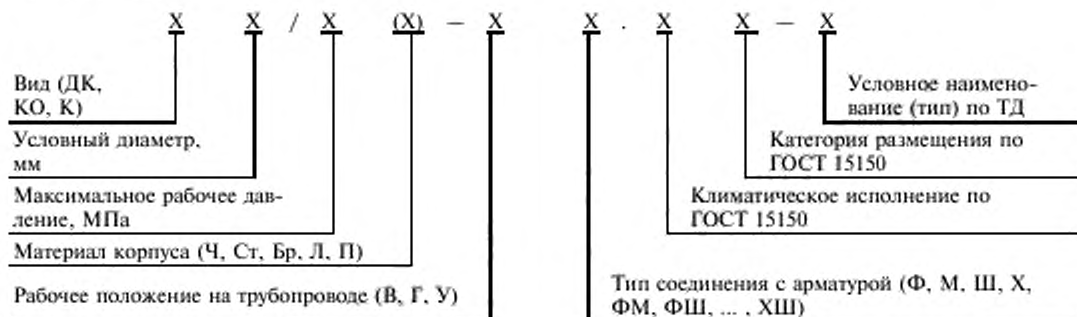 X X / X (X) – X X . X X – X
Вид (ДК,
КО, К)
Условный диаметр,
мм
Максимальное рабочее дав-
ление, МПа
Материал корпуса (Ч, Ст, Бр, Л, П)
Рабочее положение на трубопроводе (В, Г, У)
Условное наимено-
вание (тип) по ТД
Категория размещения по
ГОСТ 15150
Климатическое исполнение по
ГОСТ 15150
Тип соединения с арматурой (Ф, М, Ш, Х,
ФМ, ФШ, ... , ХШ)